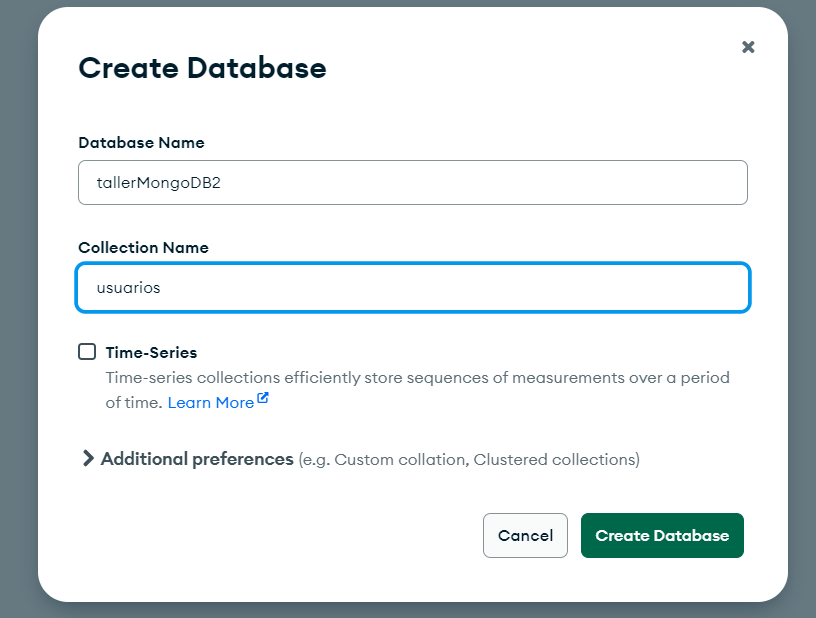 Create Database
Database Name
tallerMongoDB2
Collection Name
usuarios
Time-Series
Time-series collections efficiently store sequences of measurements over a period
of time. Learn More
Additional preferences (e.g. Custom collation, Clustered collections)
Cancel
Create Database